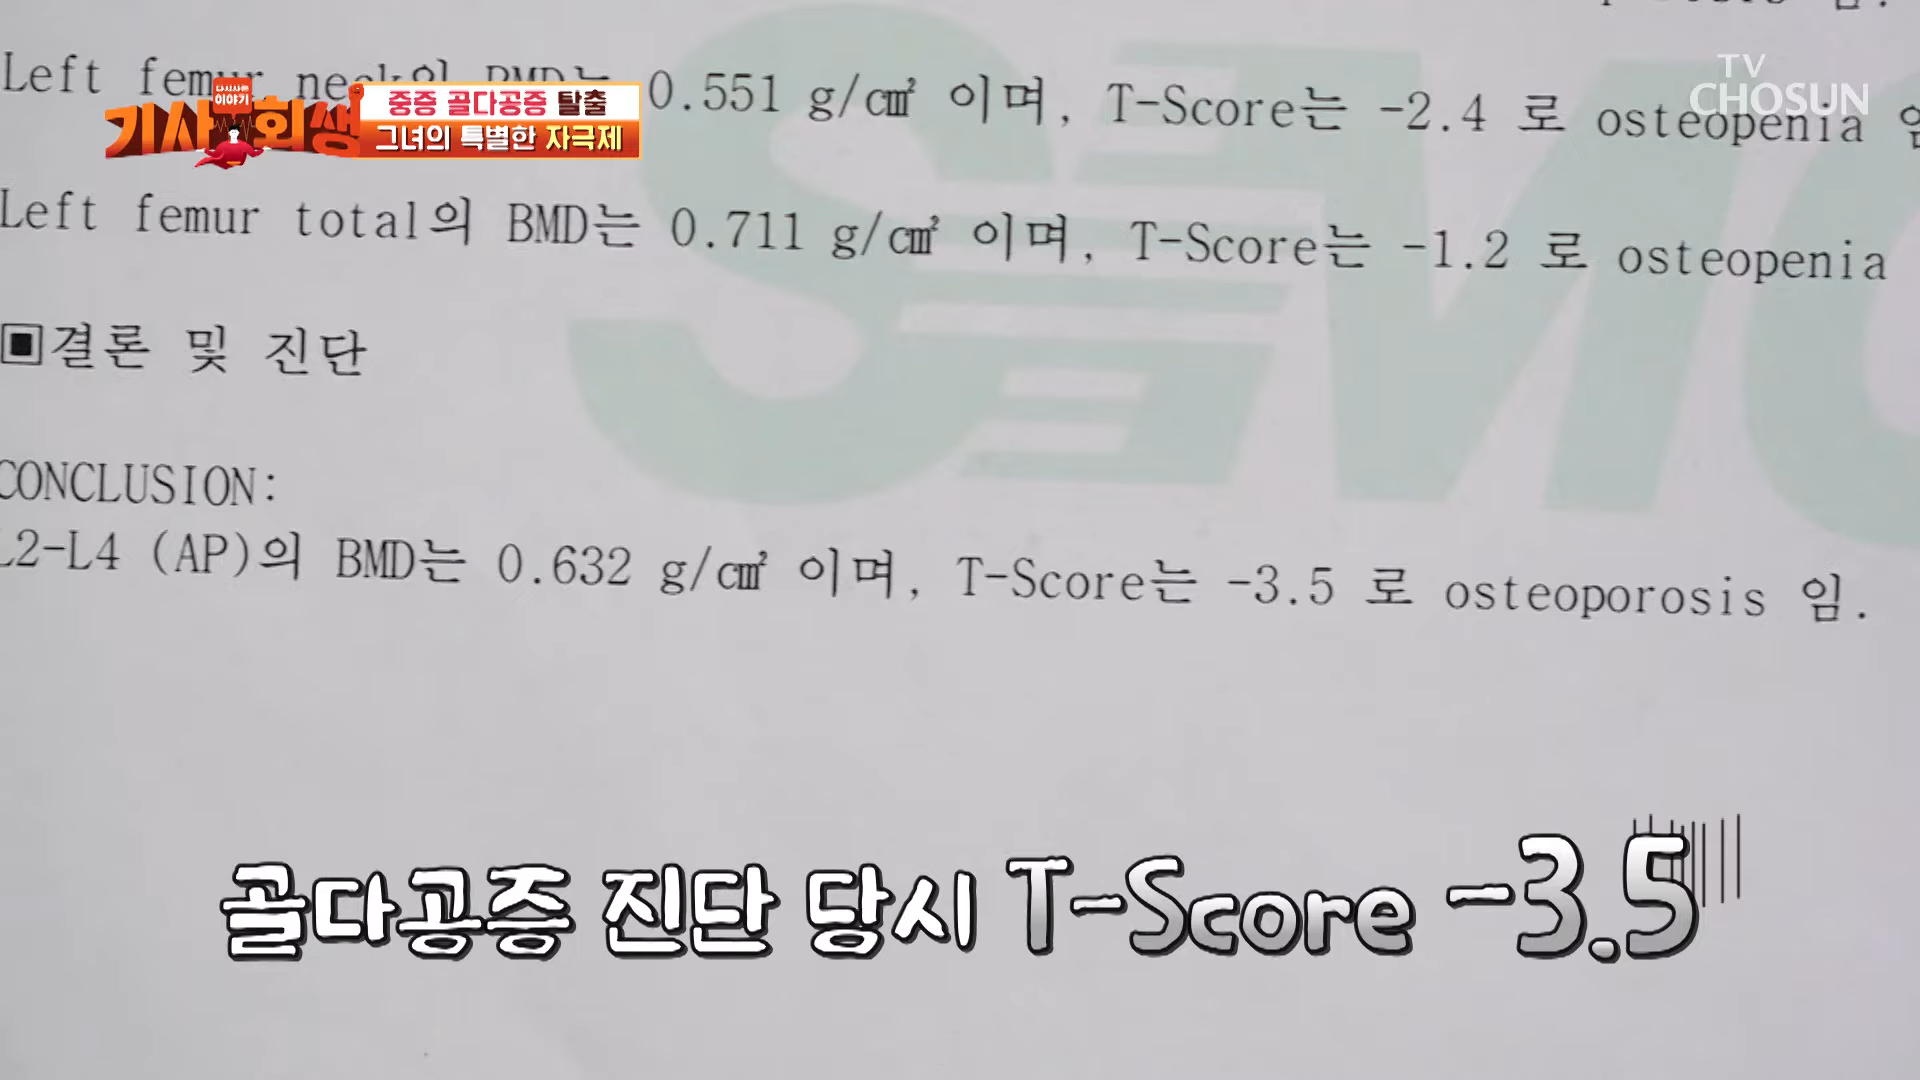 Left femur neck의 BMD는 0.551 g/㎠ 이며, T-Score는 -2.4 로 osteopenia
Left femur total의 BMD는 0.711 g/㎠ 이며, T-Score는 -1.2 로 osteopenia
▣결론 및 진단
CONCLUSION:
L2-L4 (AP)의 BMD는 0.632 g/㎠ 이며, T-Score는 -3.5 로 osteoporosis 임.
이야기
기사회생
중증 골다공증 탈출
그녀의 특별한 자극제
TV
CHOSUN
골다공증 진단 당시 T-Score -3.5